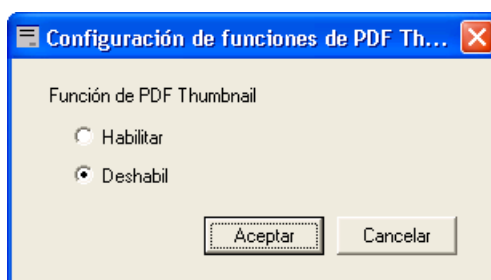 Configuración de funciones de PDF Th...
Función de PDF Thumbnail
Habilitar
Deshabil
Aceptar Cancelar